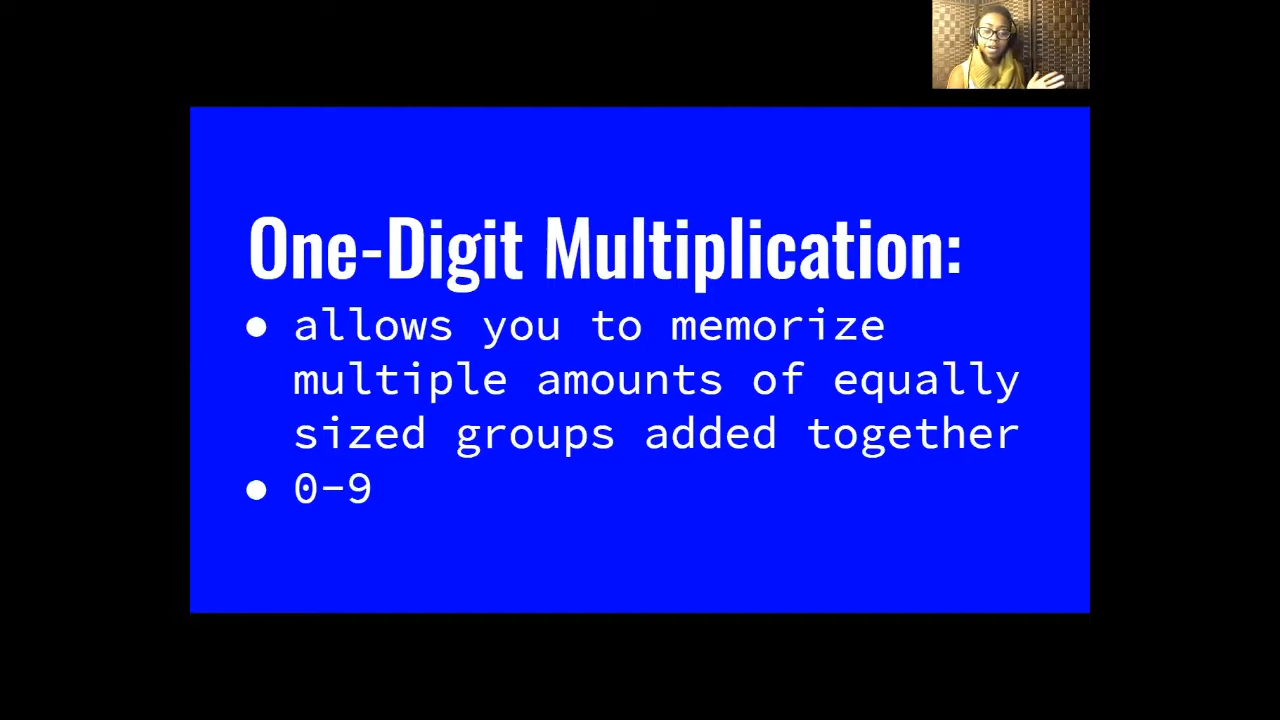 One-Digit Multiplication:
● allows you to memorize
multiple amounts of equally
sized groups added together
● 0-9